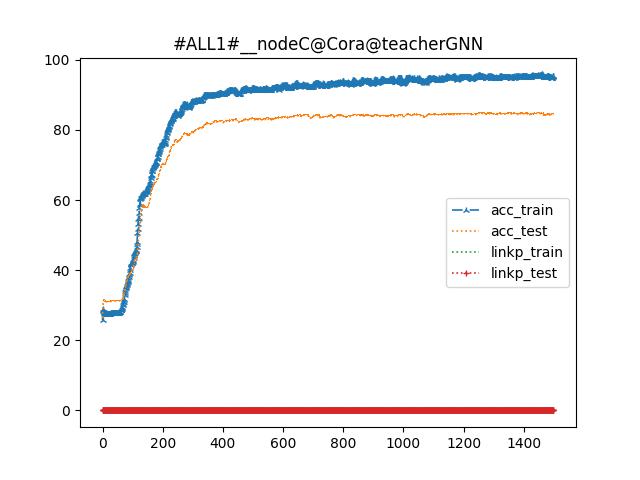 #ALL1#__nodeC@Cora@teacherGNN
100
80
60
40
20
0
0 200 400 600 800 1000 1200 1400
acc_train
acc_test
linkp_train
linkp_test